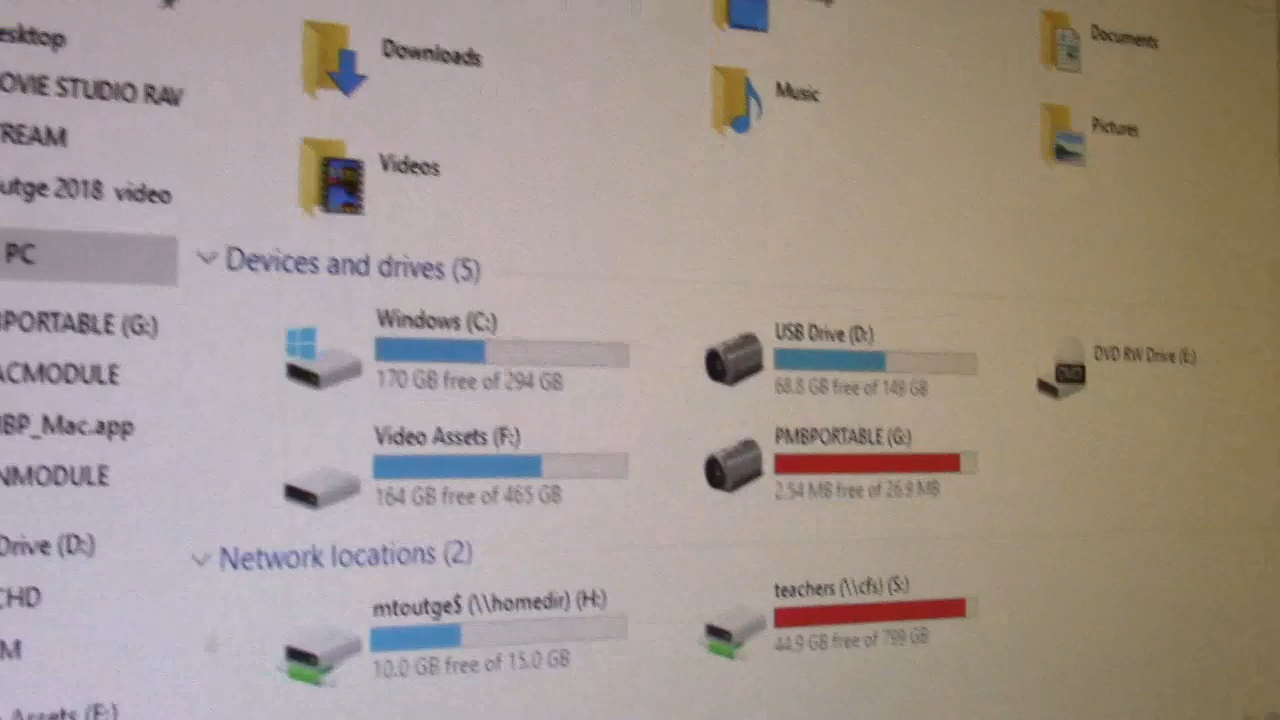 esktop
OVIE STUDIO RAW
REAM
utge 2018 video
PC
PORTABLE (G:)
ACMODULE
BP_Mac.app
NMODULE
Drive (D:)
CHD
M
Assets (F:)
Downloads
Music
Documents
Videos
Pictures
Devices and drives (5)
Windows (C:)
170 GB free of 294 GB
USB Drive (D:)
68.8 GB free of 148 GB
DVD RW Drive (E:)
DVD
Video Assets (F:)
164 GB free of 465 GB
PMBPORTABLE (G:)
2.54 MB free of 26.9 MB
Network locations (2)
mtoutge$ (\\homedir) (H:)
10.0 GB free of 15.0 GB
teachers (\\cfs) (S:)
44.9 GB free of 799 GB